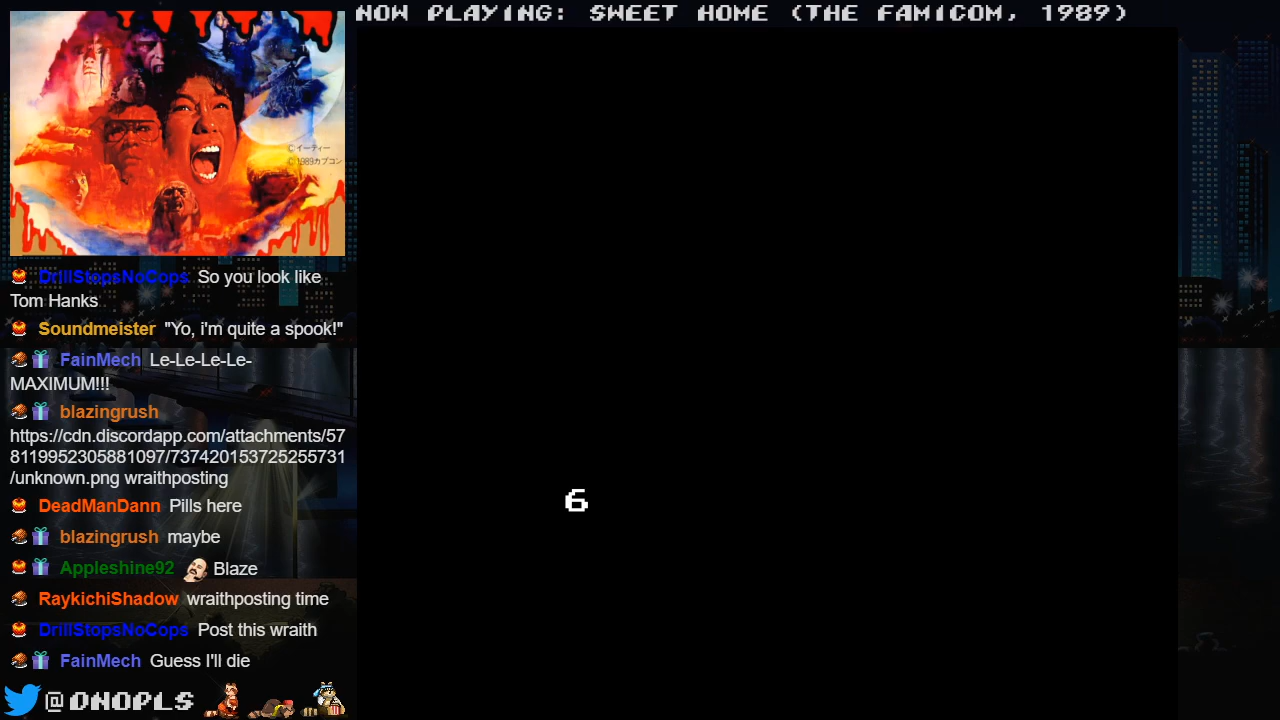 NOW PLAYING: SWEET HOME (THE FAMICOM, 1989)
©イーティー
©1989カプコン
DrillStopsNoCops So you look like
Tom Hanks
Soundmeister "Yo, i'm quite a spook!"
FainMech Le-Le-Le-Le-
MAXIMUM!!!
blazingrush
https://cdn.discordapp.com/attachments/57
8119952305881097/737420153725255731
/unknown.png wraithposting
DeadManDann Pills here
blazingrush maybe
Appleshine92 Blaze
RaykichiShadow wraithposting time
DrillStopsNoCops Post this wraith
FainMech Guess I'll die
@DNOPLS
6